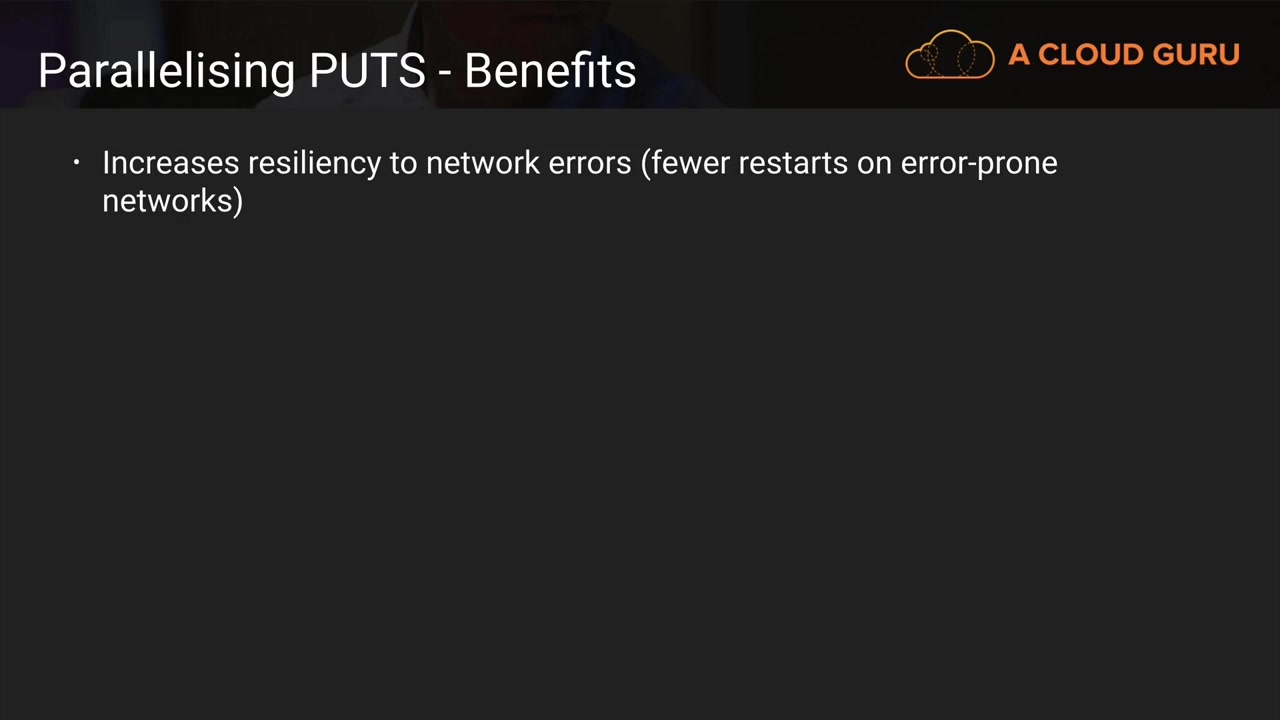 Parallelising PUTS - Benefits
A CLOUD GURU
· Increases resiliency to network errors (fewer restarts on error-prone
networks)